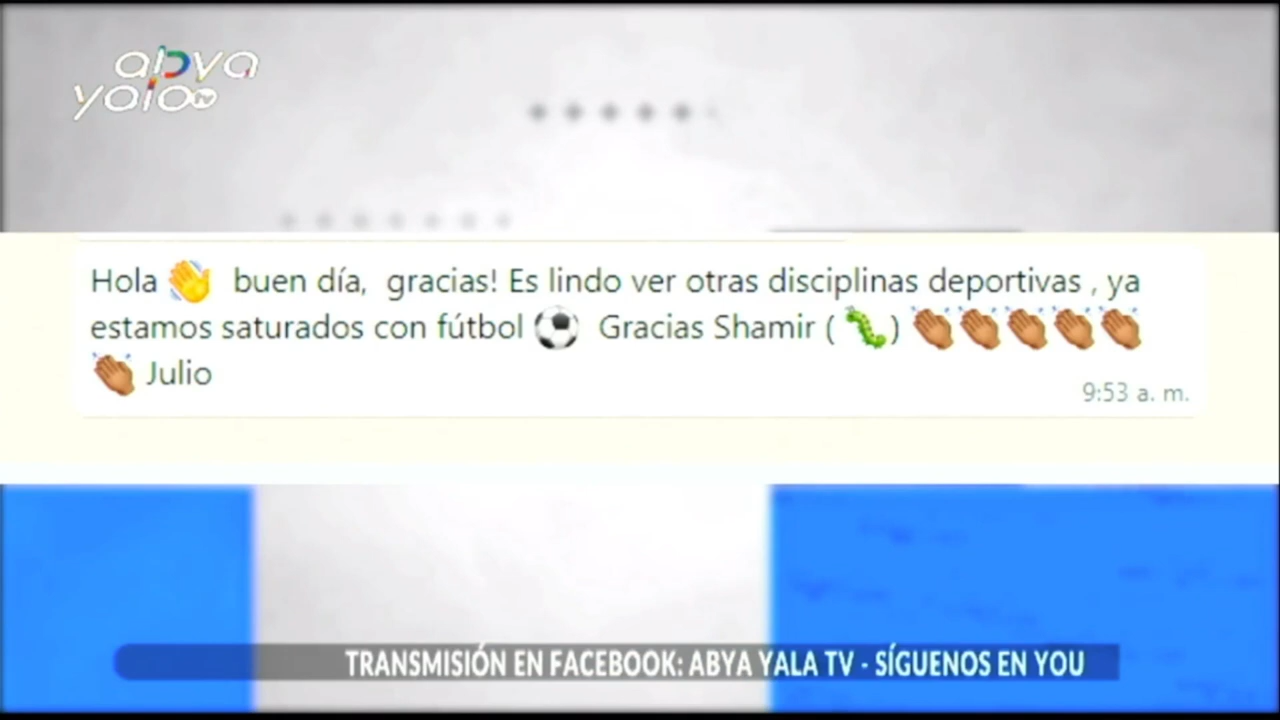 abya
yala tv
Hola 👋 buen día, gracias! Es lindo ver otras disciplinas deportivas , ya
estamos saturados con fútbol ⚽ Gracias Shamir ( 🐛) 👏🏾👏🏾👏🏾👏🏾👏🏾
👏🏾 Julio
9:53 a. m.
TRANSMISIÓN EN FACEBOOK: ABYA YALA TV - SÍGUENOS EN YOU